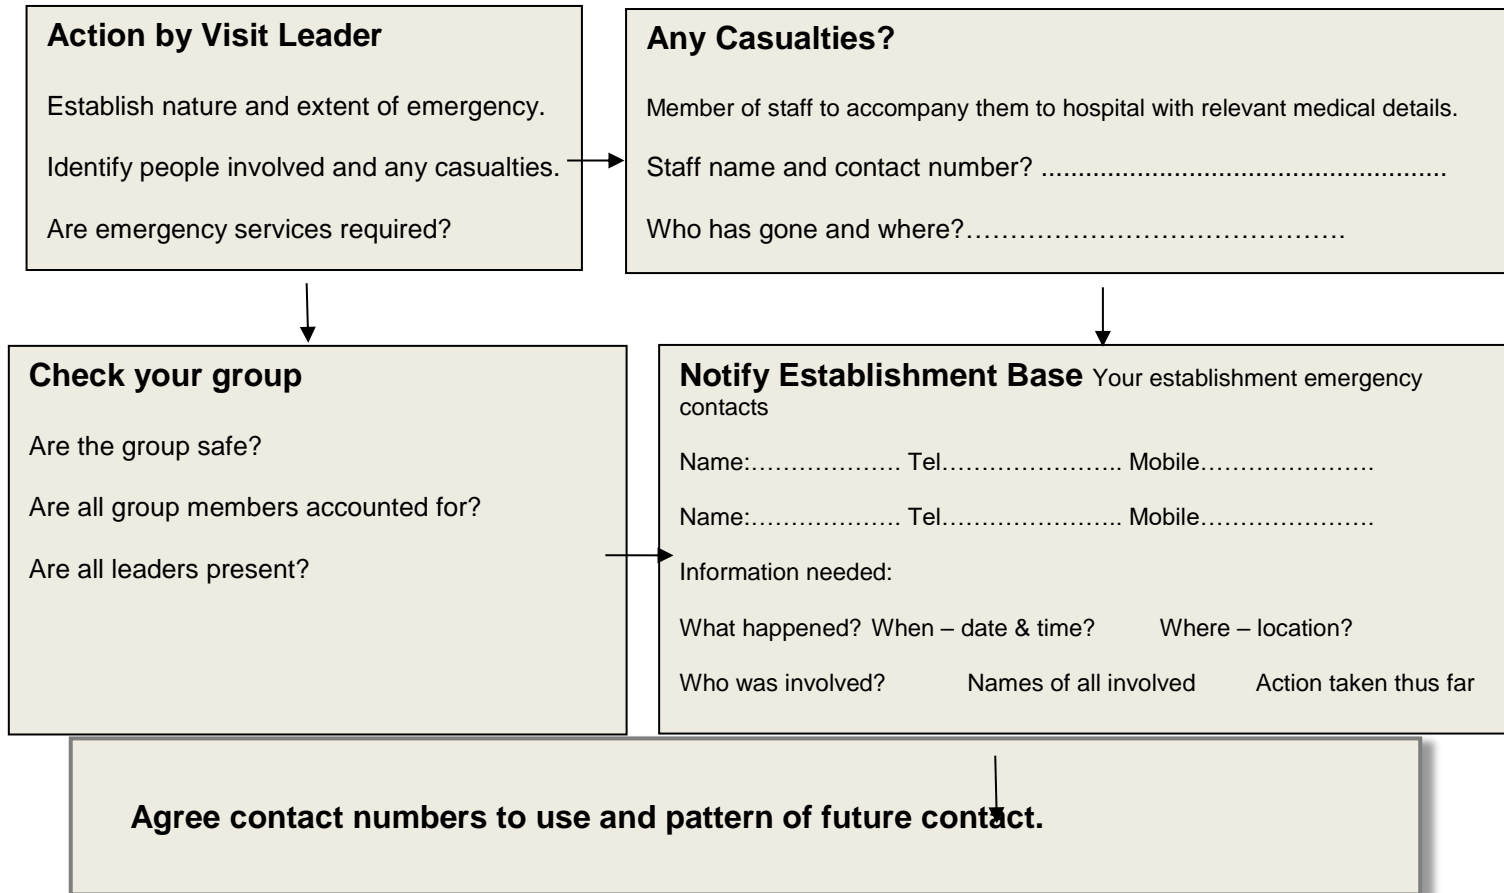 Action by Visit Leader
Establish nature and extent of emergency.
Identify people involved and any casualties.
Are emergency services required?
Any Casualties?
Member of staff to accompany them to hospital with relevant medical details.
Staff name and contact number? .......................................................
Who has gone and where?…………………………………….
Check your group
Are the group safe?
Are all group members accounted for?
Are all leaders present?
Notify Establishment Base Your establishment emergency
contacts
Name:………………. Tel………………….. Mobile………………….
Name:………………. Tel………………….. Mobile………………….
Information needed:
What happened? When – date & time? Where – location?
Who was involved? Names of all involved Action taken thus far
Agree contact numbers to use and pattern of future contact.